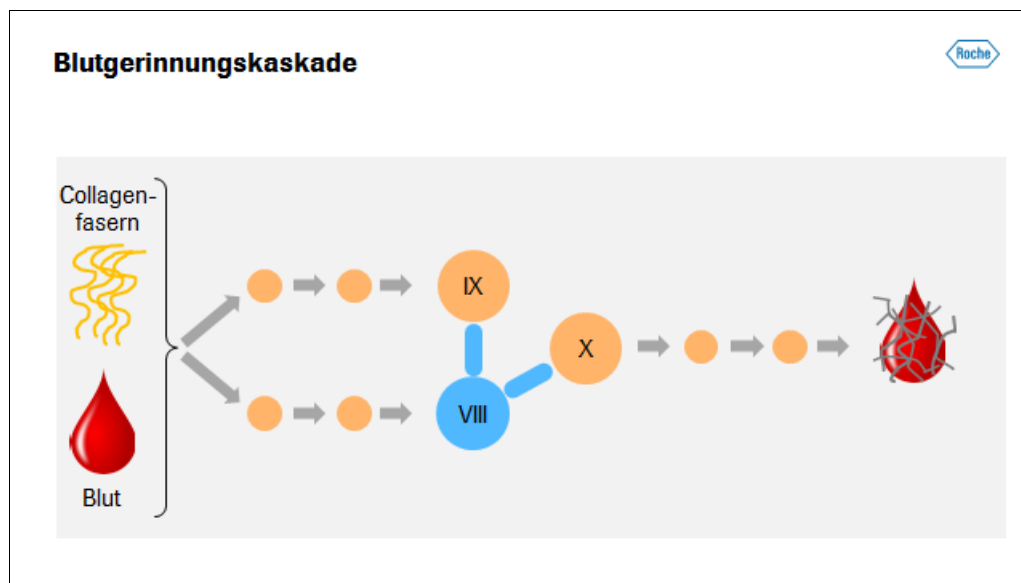 Blutgerinnungskaskade
Roche
Collagen-
fasern
IX
X
VIII
Blut